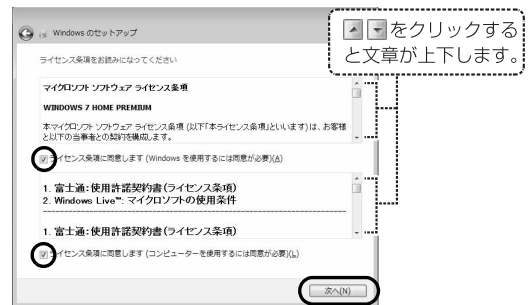 Windows のセットアップ
▲▼をクリックする
と文章が上下します。
ライセンス条項をお読みになってください
マイクロソフト ソフトウェア ライセンス条項
WINDOWS 7 HOME PREMIUM
本マイクロソフト ソフトウェア ライセンス条項 (以下「本ライセンス条項」といいます) は、お客様
と以下の当事者との契約を構成します。
ライセンス条項に同意します (Windows を使用するには同意が必要)(A)
1. 富士通:使用許諾契約書(ライセンス条項)
2. Windows Live™: マイクロソフトの使用条件
1. 富士通:使用許諾契約書(ライセンス条項)
ライセンス条項に同意します (コンピューターを使用するには同意が必要)(L)
次へ(N)